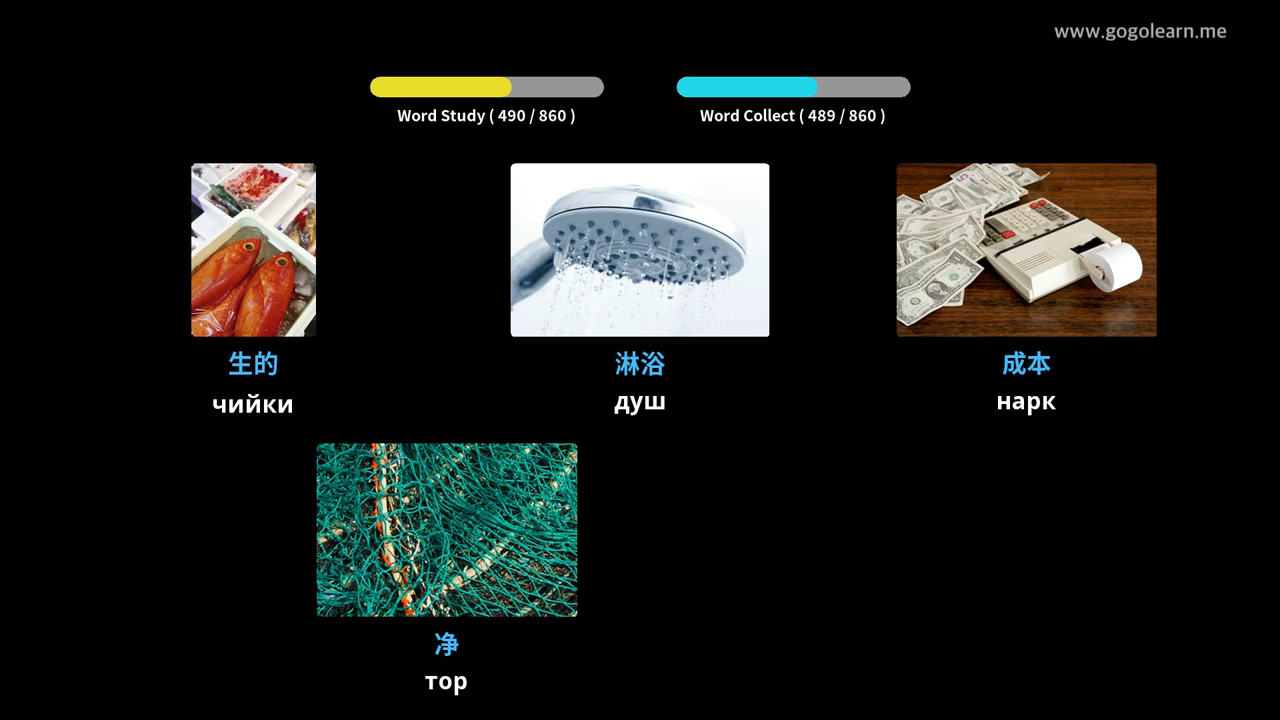 www.gogolearn.me
Word Study ( 490 / 860 )
Word Collect ( 489 / 860 )
生的
чийки
淋浴
душ
成本
нарк
净
тор